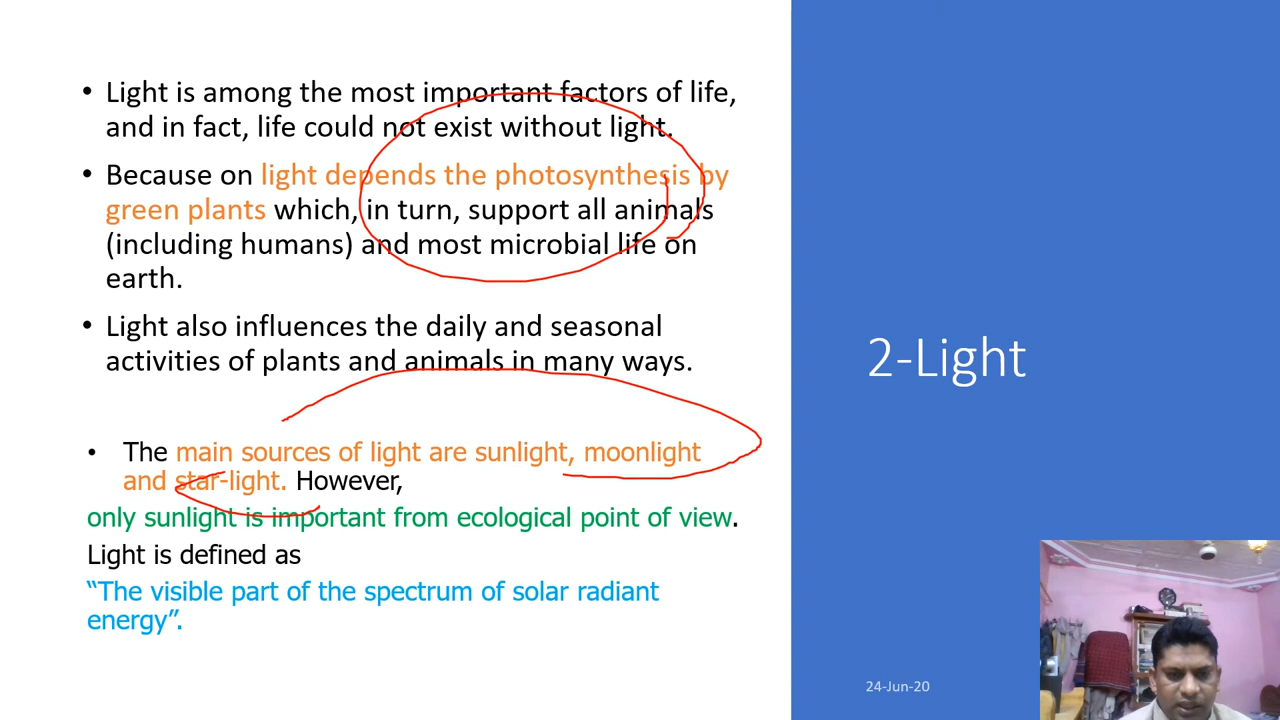 • Light is among the most important factors of life,
and in fact, life could not exist without light.
• Because on light depends the photosynthesis by
green plants which, in turn, support all animals
(including humans) and most microbial life on
earth.
• Light also influences the daily and seasonal
activities of plants and animals in many ways.
• The main sources of light are sunlight, moonlight
and star-light. However,
only sunlight is important from ecological point of view.
Light is defined as
“The visible part of the spectrum of solar radiant
energy”.
2-Light
24-Jun-20